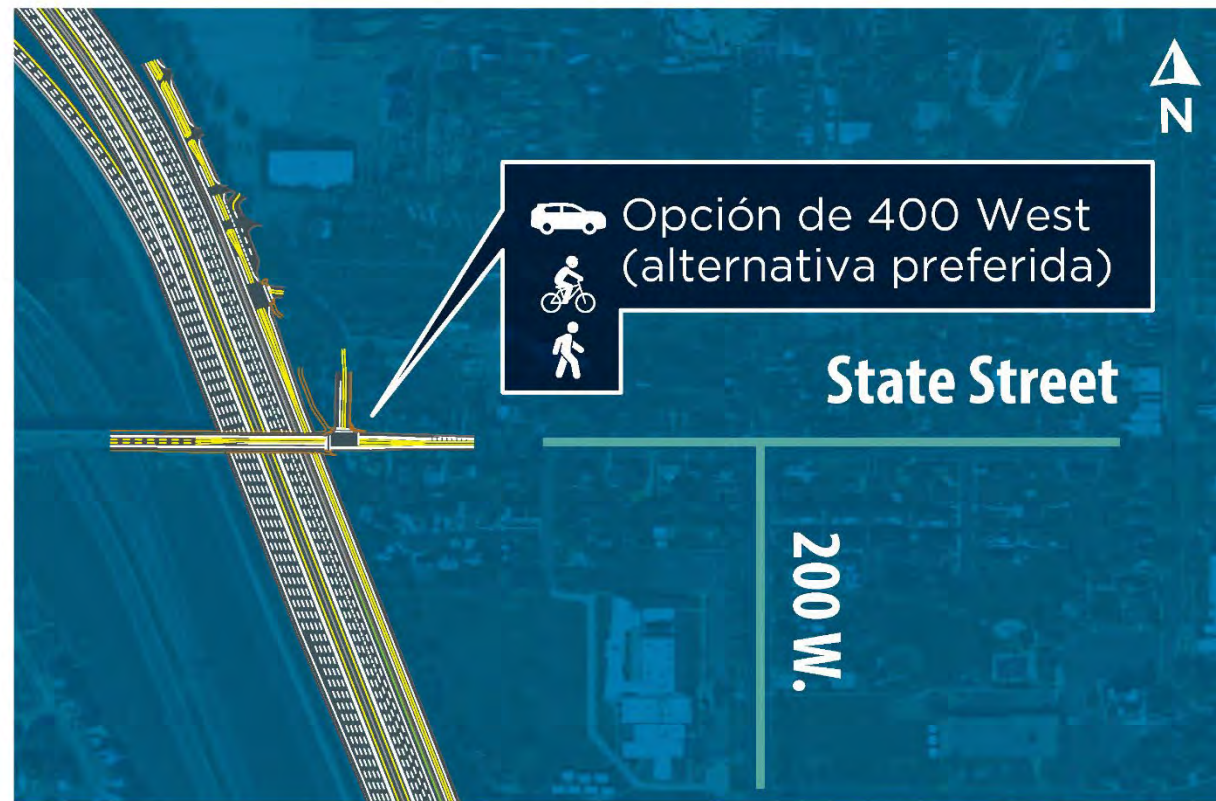 N
Opción de 400 West
(alternativa preferida)
State Street
200 W.